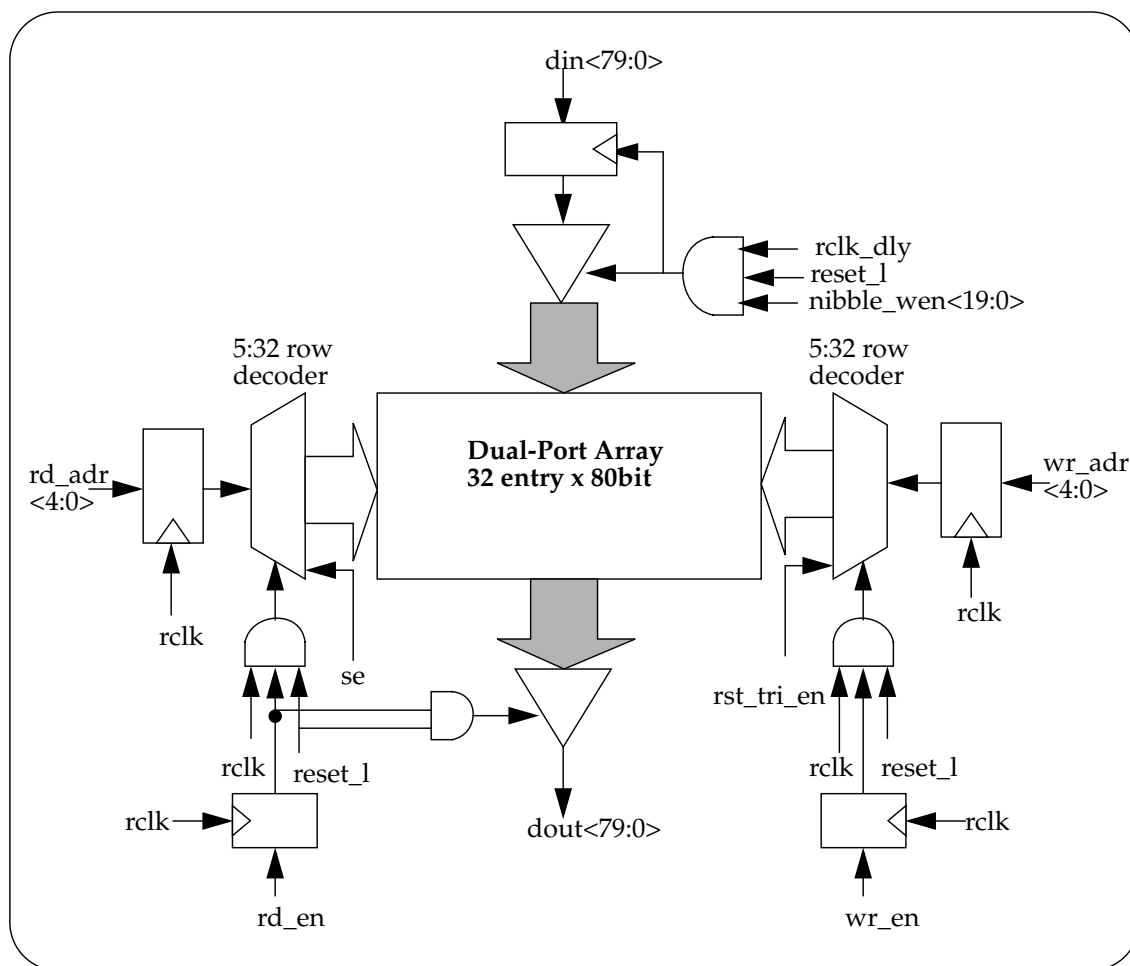 din<79:0>
rclk_dly
reset_l
nibble_wen<19:0>
5:32 row
decoder
5:32 row
decoder
Dual-Port Array
32 entry x 80bit
rd_adr
<4:0>
wr_adr
<4:0>
rclk
rclk
se
rst_tri_en
rclk
reset_l
rclk
reset_l
rclk
dout<79:0>
rclk
rd_en
wr_en